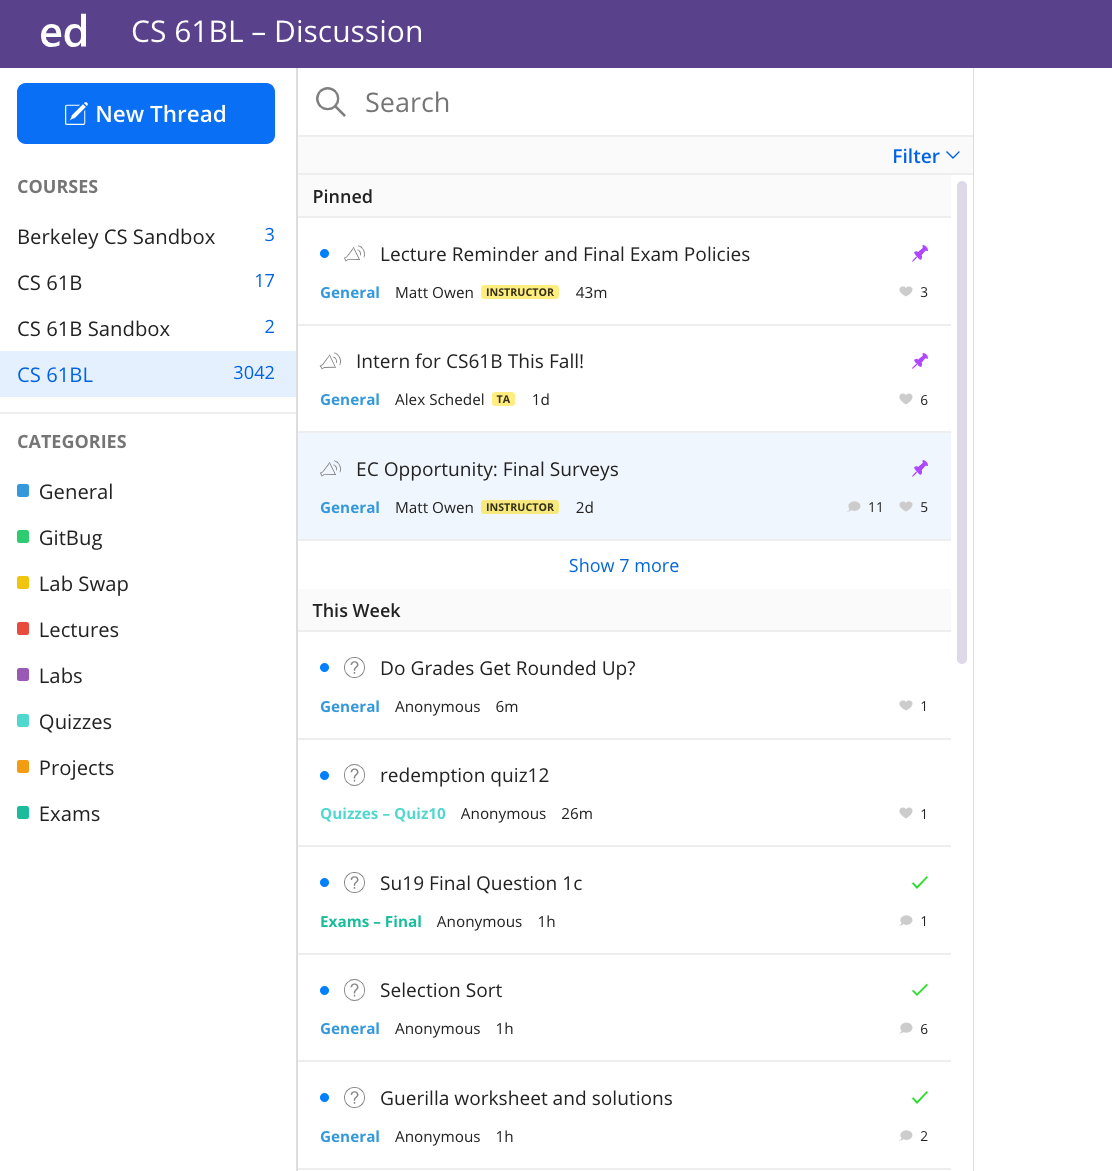 ed CS 61BL – Discussion
New Thread
COURSES
Berkeley CS Sandbox 3
CS 61B 17
CS 61B Sandbox 2
CS 61BL 3042
CATEGORIES
General
GitBug
Lab Swap
Lectures
Labs
Quizzes
Projects
Exams
Search
Filter
Pinned
Lecture Reminder and Final Exam Policies
General Matt Owen INSTRUCTOR 43m 3
Intern for CS61B This Fall!
General Alex Schedel TA 1d 6
EC Opportunity: Final Surveys
General Matt Owen INSTRUCTOR 2d 11 5
Show 7 more
This Week
? Do Grades Get Rounded Up?
General Anonymous 6m 1
? redemption quiz12
Quizzes – Quiz10 Anonymous 26m 1
? Su19 Final Question 1c
Exams – Final Anonymous 1h 1
? Selection Sort
General Anonymous 1h 6
? Guerilla worksheet and solutions
General Anonymous 1h 2